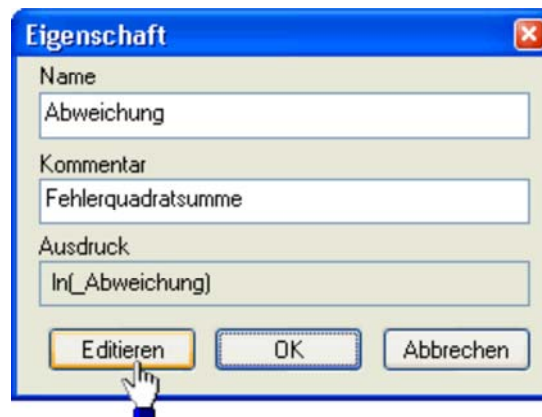 Eigenschaft
Name
Abweichung
Kommentar
Fehlerquadratsumme
Ausdruck
ln(_Abweichung)
Editieren OK Abbrechen